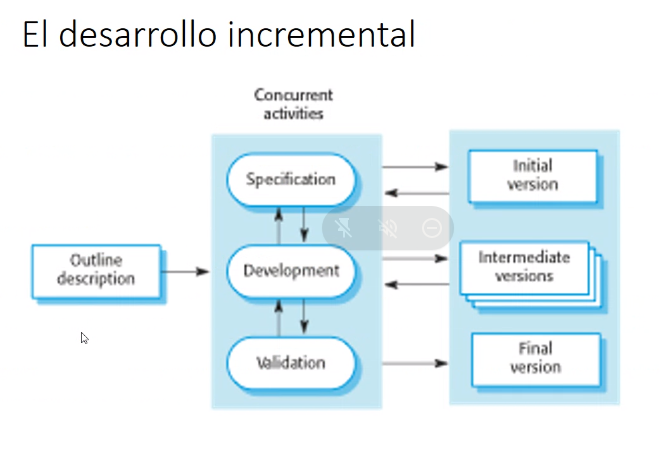 El desarrollo incremental
Concurrent
activities
Specification
Initial
version
Outline
description
Development
Intermediate
versions
Validation
Final
version